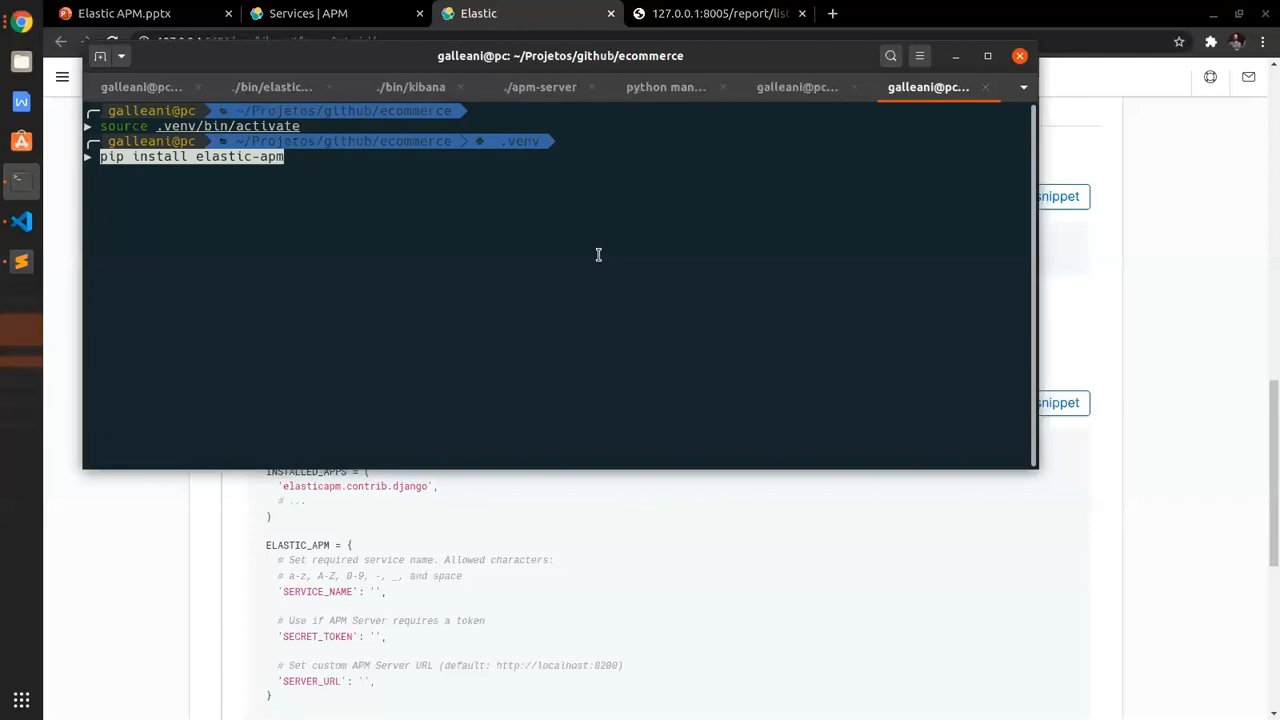 Elastic APM.pptx
Services | APM
Elastic
127.0.0.1:8005/report/list
galleani@pc: ~/Projetos/github/ecommerce
galleani@pc...
./bin/elastic...
./bin/kibana
./apm-server
python man...
galleani@pc...
galleani@pc...
galleani@pc ~/Projetos/github/ecommerce
source .venv/bin/activate
galleani@pc ~/Projetos/github/ecommerce .venv
pip install elastic-apm
snippet
snippet
INSTALLED_APPS = (
'elasticapm.contrib.django',
# ...
)
ELASTIC_APM = {
# Set required service name. Allowed characters:
# a-z, A-Z, 0-9, -, _, and space
'SERVICE_NAME': '',
# Use if APM Server requires a token
'SECRET_TOKEN': '',
# Set custom APM Server URL (default: http://localhost:8200)
'SERVER_URL': '',
}